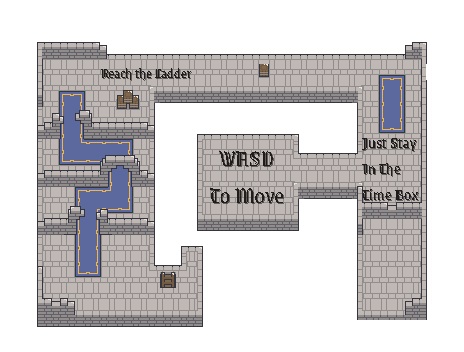 Reach the Ladder
WASD
To Move
Just Stay
In The
Time Box